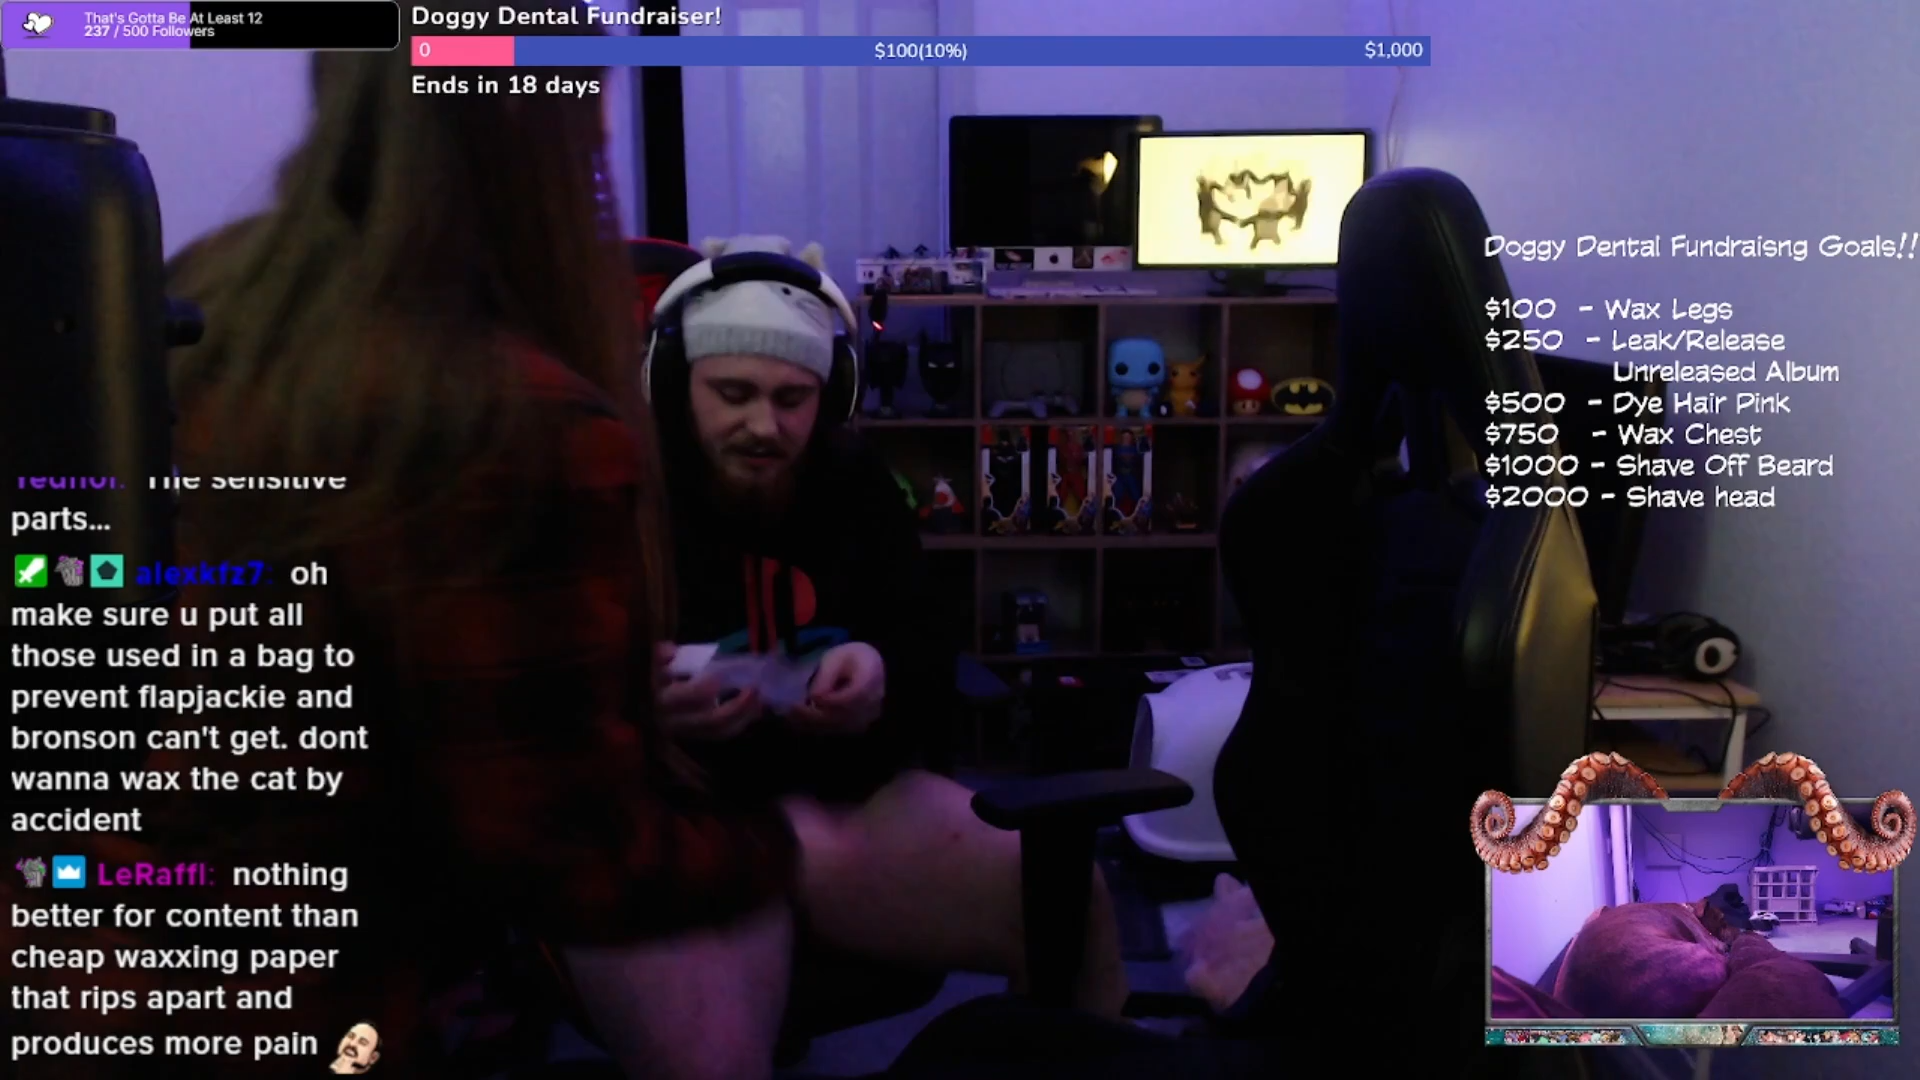 That's Gotta Be At Least 12
237 / 500 Followers
Doggy Dental Fundraiser!
0 $100(10%) $1,000
Ends in 18 days
Doggy Dental Fundraisng Goals!!
$100 - Wax Legs
$250 - Leak/Release
Unreleased Album
$500 - Dye Hair Pink
$750 - Wax Chest
$1000 - Shave Off Beard
$2000 - Shave head
The sensitive
parts...
alexkfz7: oh
make sure u put all
those used in a bag to
prevent flapjackie and
bronson can't get. dont
wanna wax the cat by
accident
LeRaffl: nothing
better for content than
cheap waxxing paper
that rips apart and
produces more pain